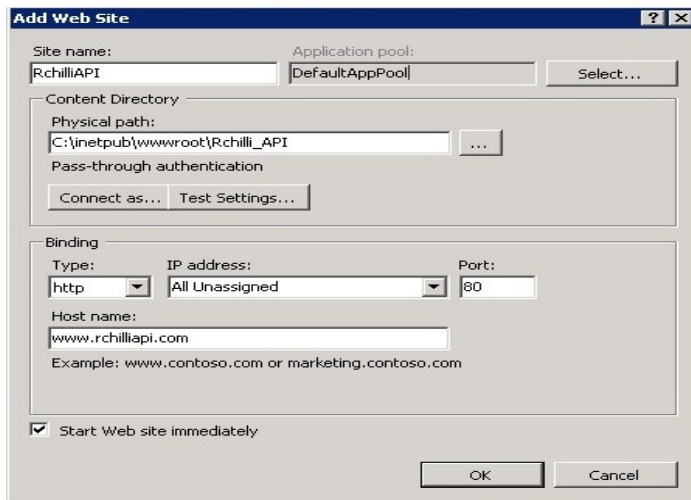 Add Web Site
Site name: Application pool:
RchilliAPI DefaultAppPool Select...
Content Directory
Physical path:
C:\inetpub\wwwroot\Rchilli_API ...
Pass-through authentication
Connect as... Test Settings...
Binding
Type: IP address: Port:
http All Unassigned 80
Host name:
www.rchilliapi.com
Example: www.contoso.com or marketing.contoso.com
Start Web site immediately
OK Cancel